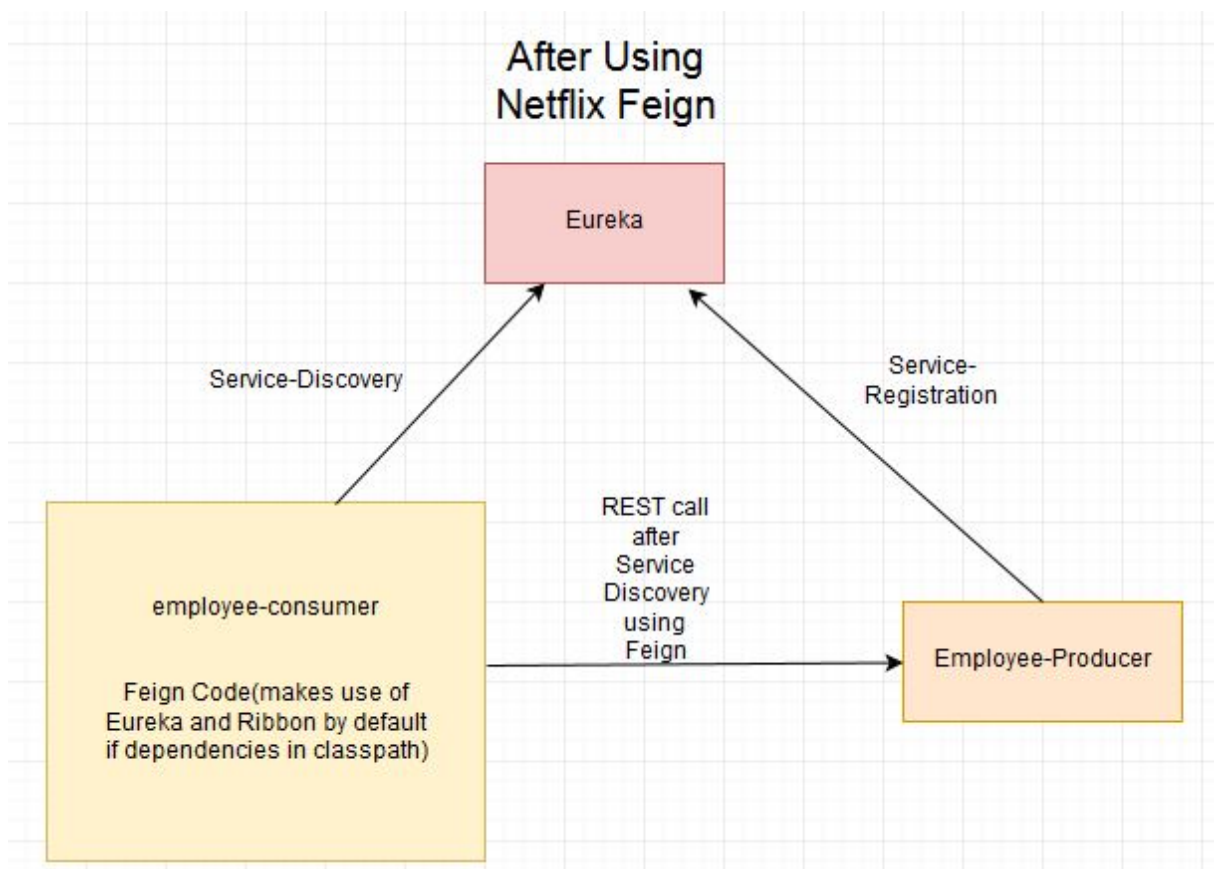 After Using
Netflix Feign
Eureka
Service-Discovery
Service-
Registration
REST call
after
Service
Discovery
using
Feign
employee-consumer
Feign Code(makes use of
Eureka and Ribbon by default
if dependencies in classpath)
Employee-Producer